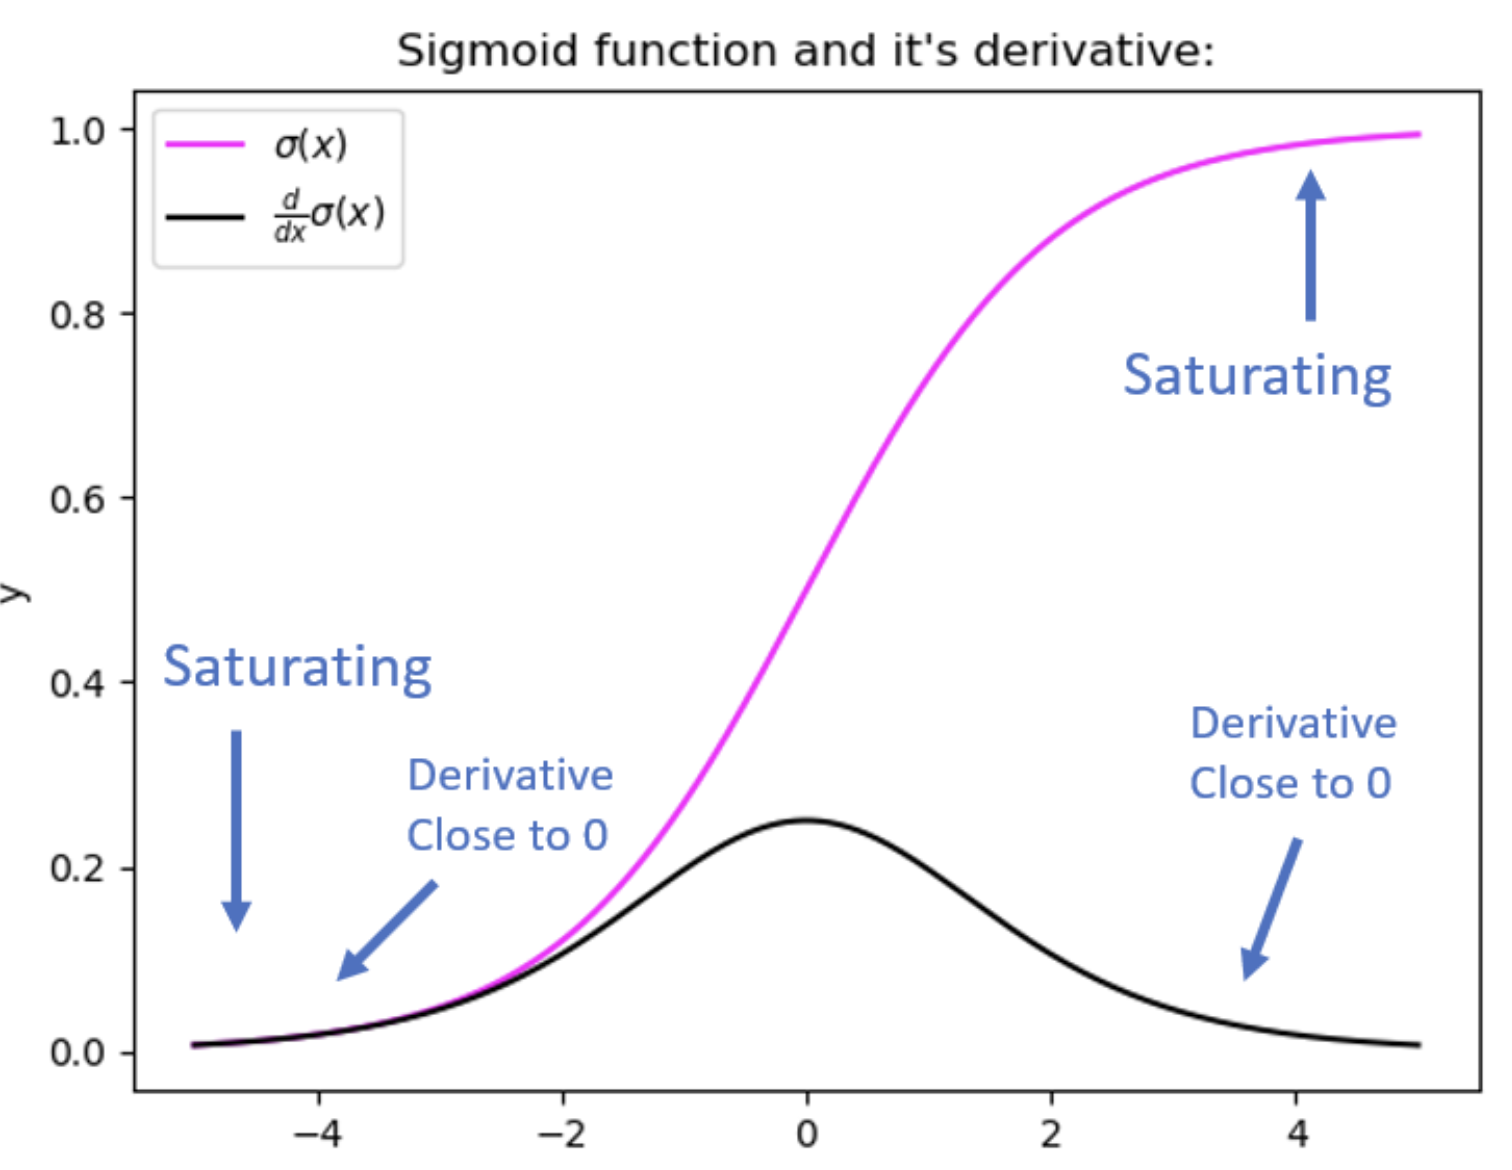 Sigmoid function and it's derivative:
σ(x)
d/dx σ(x)
1.0
0.8
0.6
0.4
0.2
0.0
y
Saturating
Saturating
Derivative
Close to 0
Derivative
Close to 0
−4
−2
0
2
4